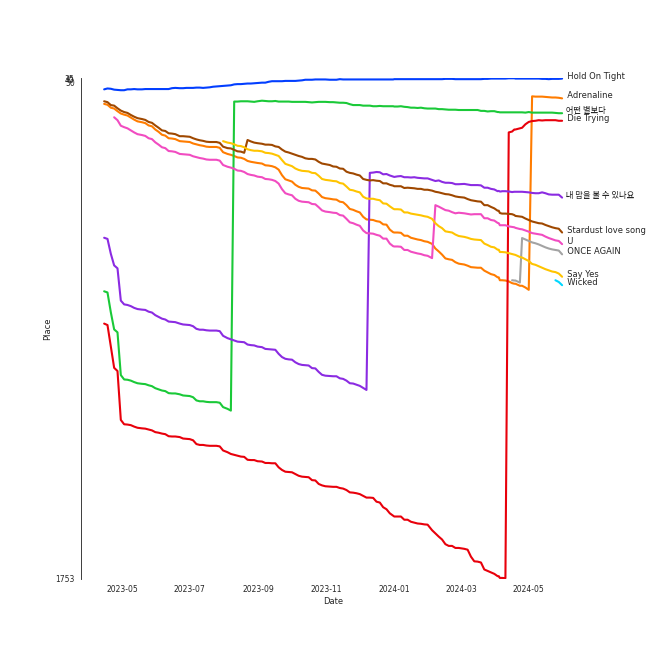 50
Hold On Tight
Adrenaline
어떤 별보다
Die Trying
내 맘을 볼 수 있나요
Stardust love song
U
ONCE AGAIN
Say Yes
Wicked
Place
1753
2023-05
2023-07
2023-09
2023-11
2024-01
2024-03
2024-05
Date